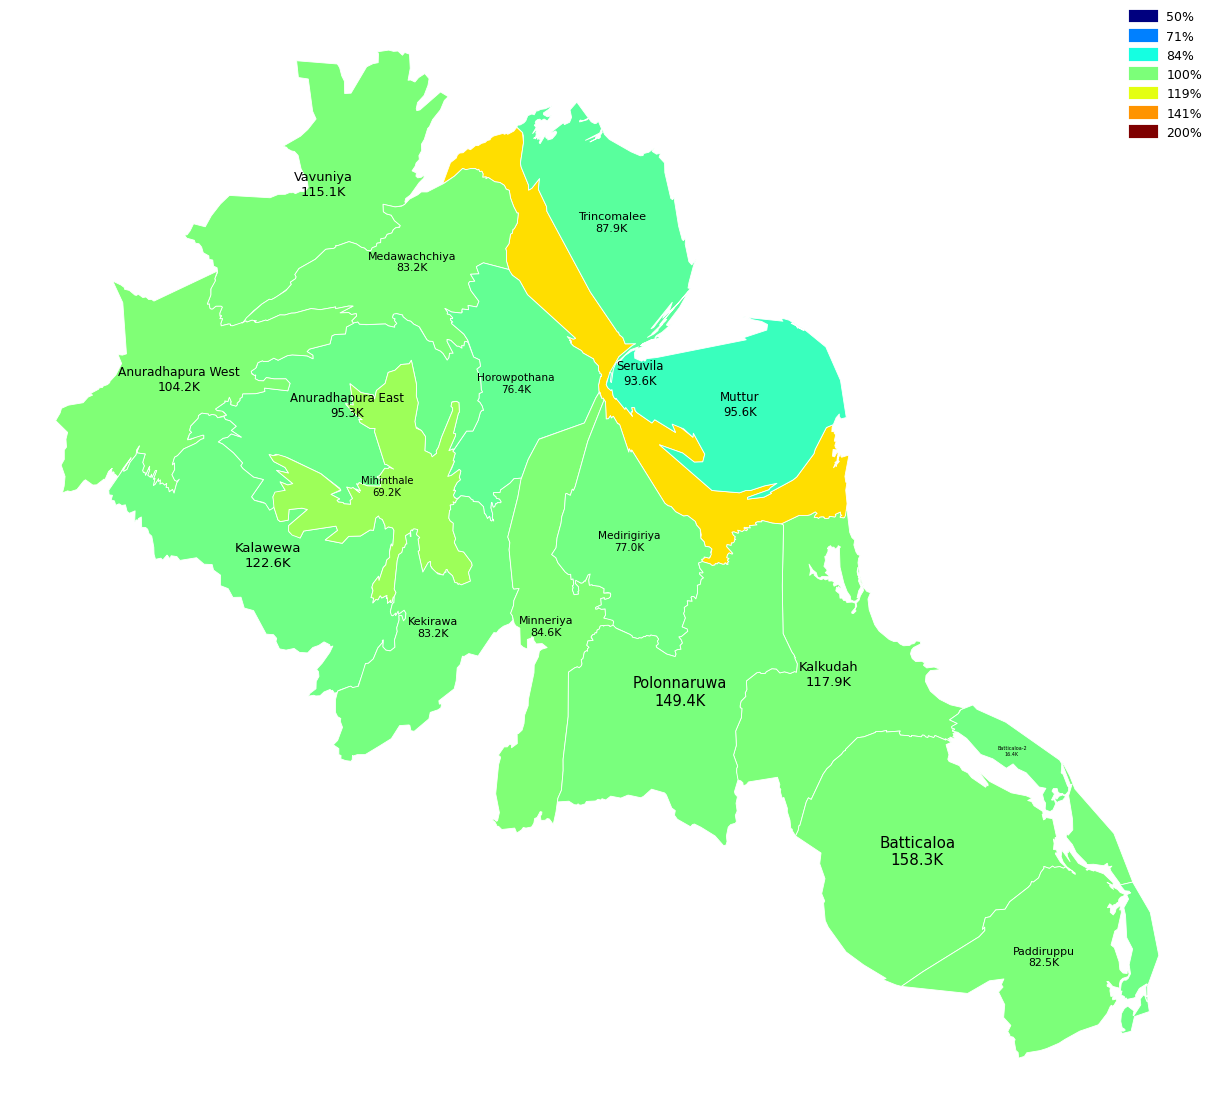 50%
71%
84%
100%
119%
141%
200%
Vavuniya
115.1K
Trincomalee
87.9K
Medawachchiya
83.2K
Anuradhapura West
104.2K
Horowpothana
76.4K
Seruvila
93.6K
Anuradhapura East
95.3K
Muttur
95.6K
Mihinthale
69.2K
Medirigiriya
77.0K
Kalawewa
122.6K
Kekirawa
83.2K
Minneriya
84.6K
Polonnaruwa
149.4K
Kalkudah
117.9K
Batticaloa-2
16.4K
Batticaloa
158.3K
Paddiruppu
82.5K